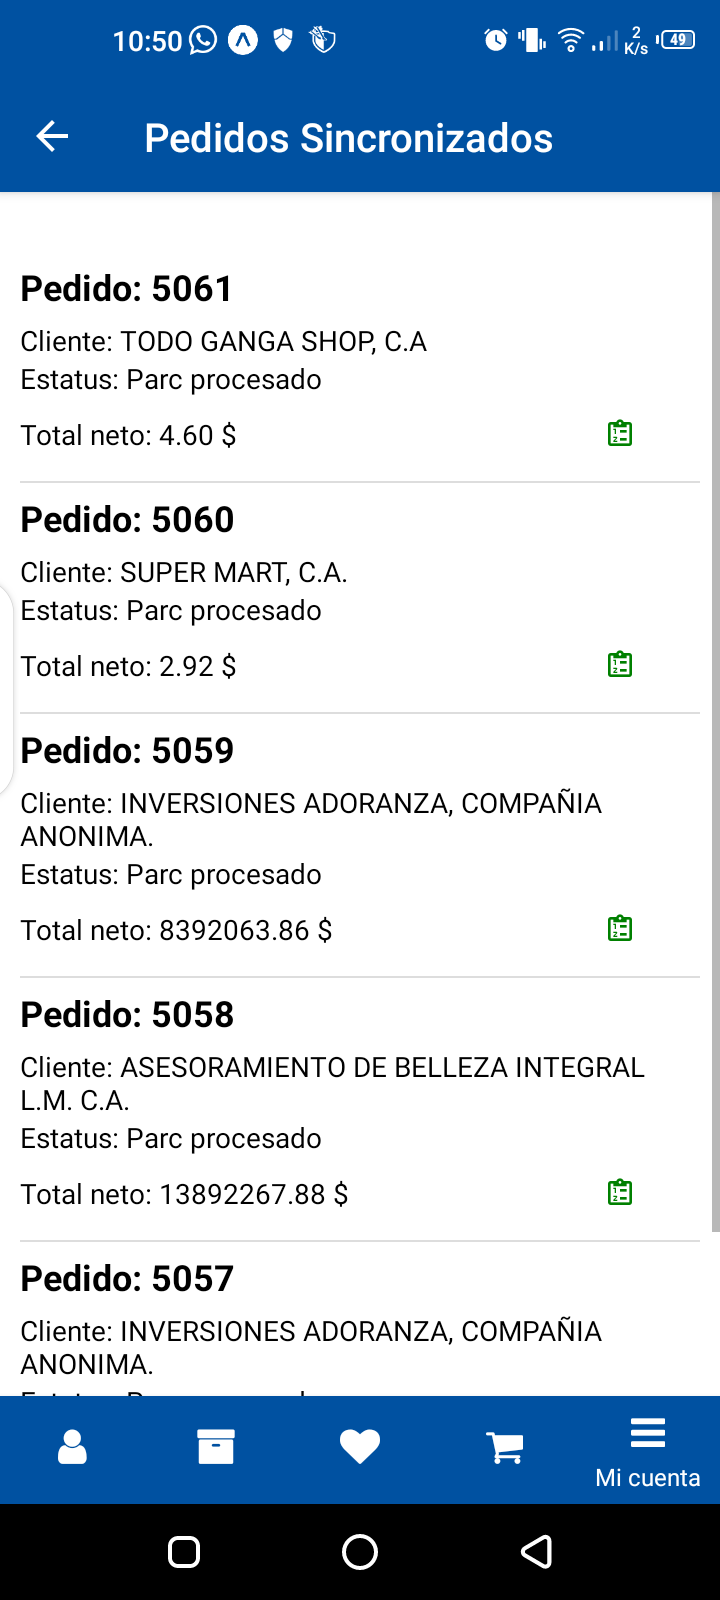 10:50
2
K/s
49
Pedidos Sincronizados
Pedido: 5061
Cliente: TODO GANGA SHOP, C.A
Estatus: Parc procesado
Total neto: 4.60 $
Pedido: 5060
Cliente: SUPER MART, C.A.
Estatus: Parc procesado
Total neto: 2.92 $
Pedido: 5059
Cliente: INVERSIONES ADORANZA, COMPAÑIA
ANONIMA.
Estatus: Parc procesado
Total neto: 8392063.86 $
Pedido: 5058
Cliente: ASESORAMIENTO DE BELLEZA INTEGRAL
L.M. C.A.
Estatus: Parc procesado
Total neto: 13892267.88 $
Pedido: 5057
Cliente: INVERSIONES ADORANZA, COMPAÑIA
ANONIMA.
Mi cuenta